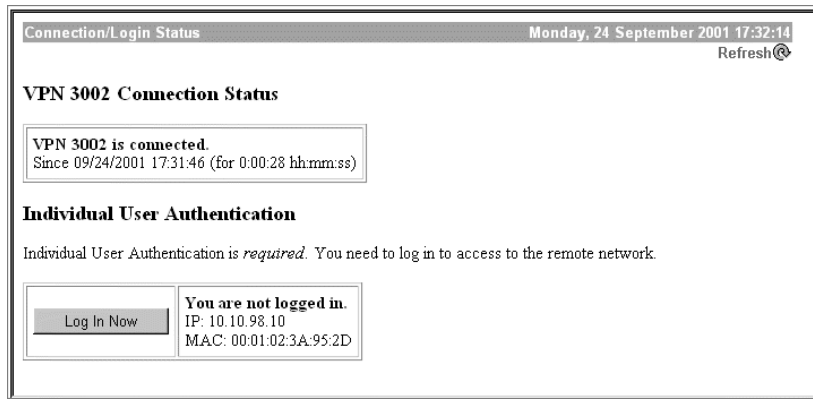 Connection/Login Status Monday, 24 September 2001 17:32:14
Refresh
VPN 3002 Connection Status
VPN 3002 is connected.
Since 09/24/2001 17:31:46 (for 0:00:28 hh:mm:ss)
Individual User Authentication
Individual User Authentication is required. You need to log in to access to the remote network.
Log In Now
You are not logged in.
IP: 10.10.98.10
MAC: 00:01:02:3A:95:2D